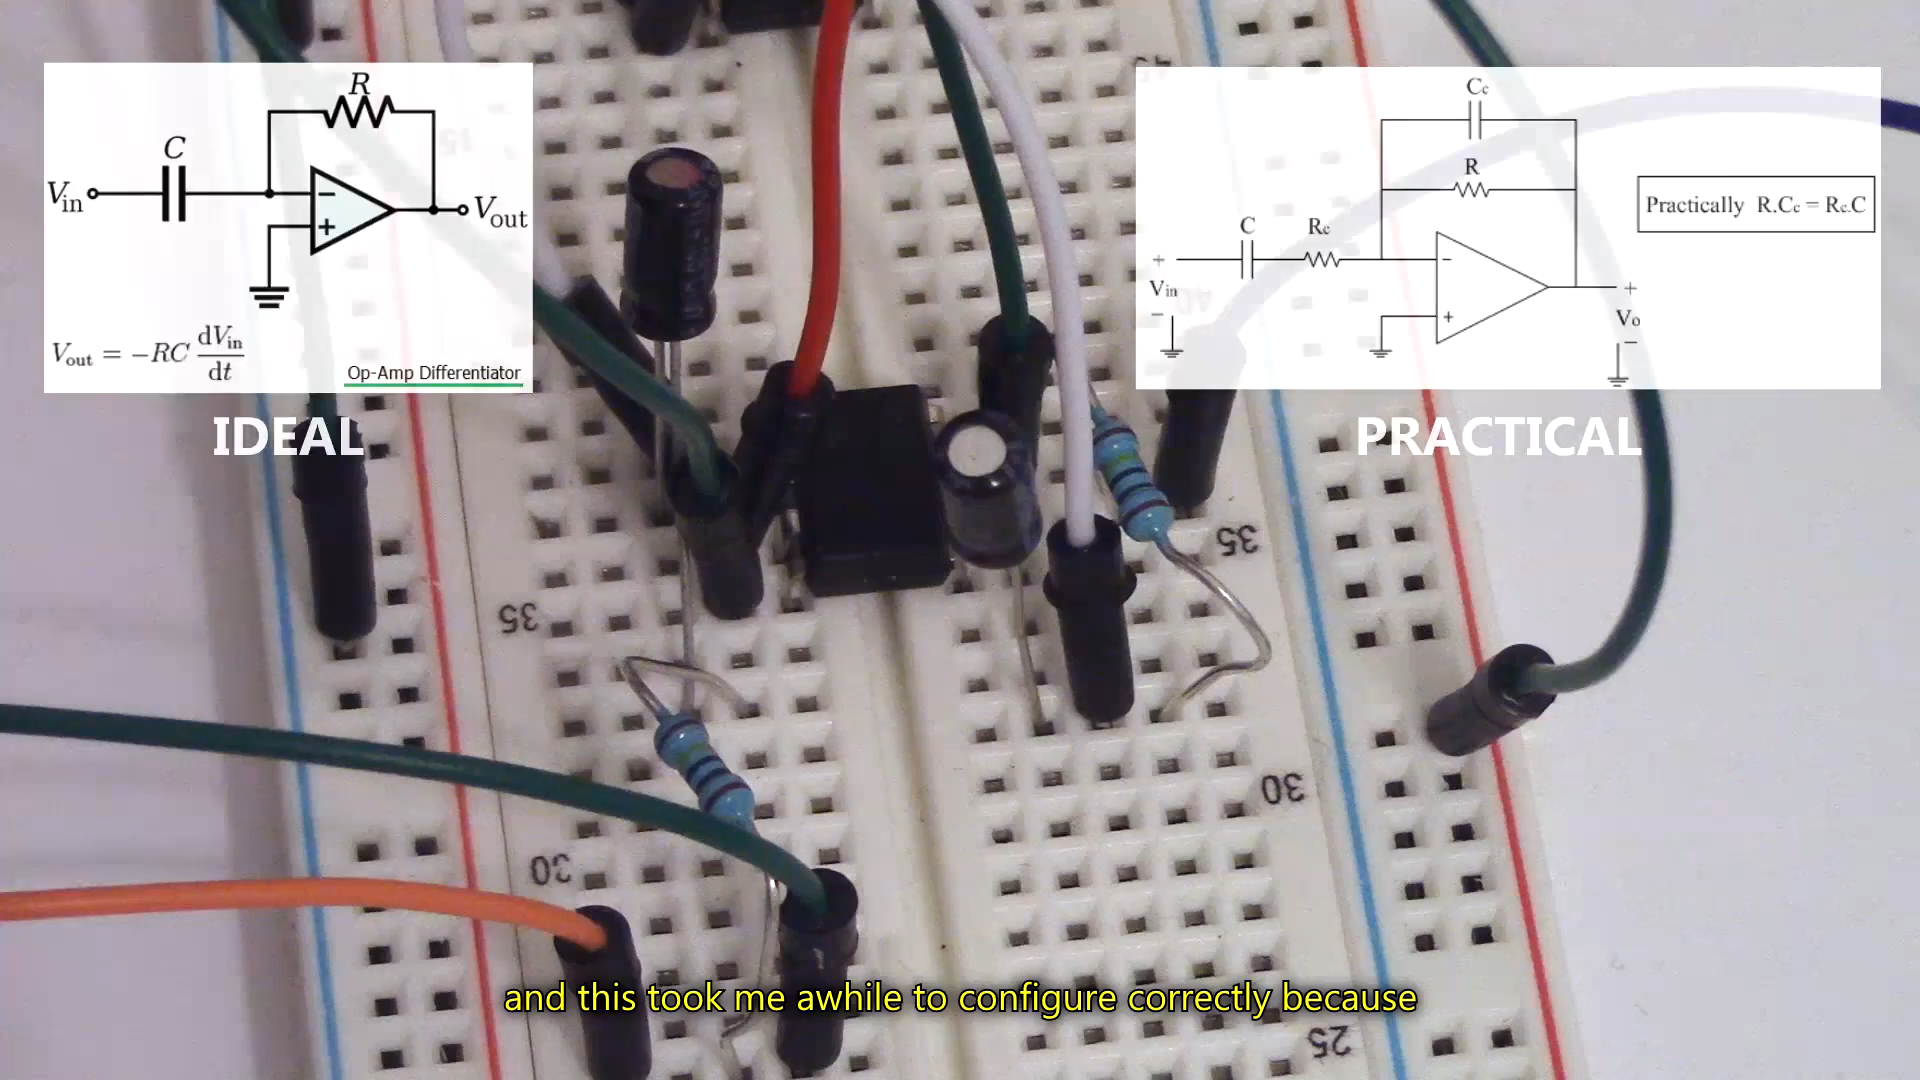 R
C
Vin
Vout
Vout = −RC dVin/dt
Op-Amp Differentiator
IDEAL
Cc
R
C
Rc
Practically R.Cc = Rc.C
+
Vin
−
+
Vo
−
PRACTICAL
35
35
30
30
25
and this took me awhile to configure correctly because